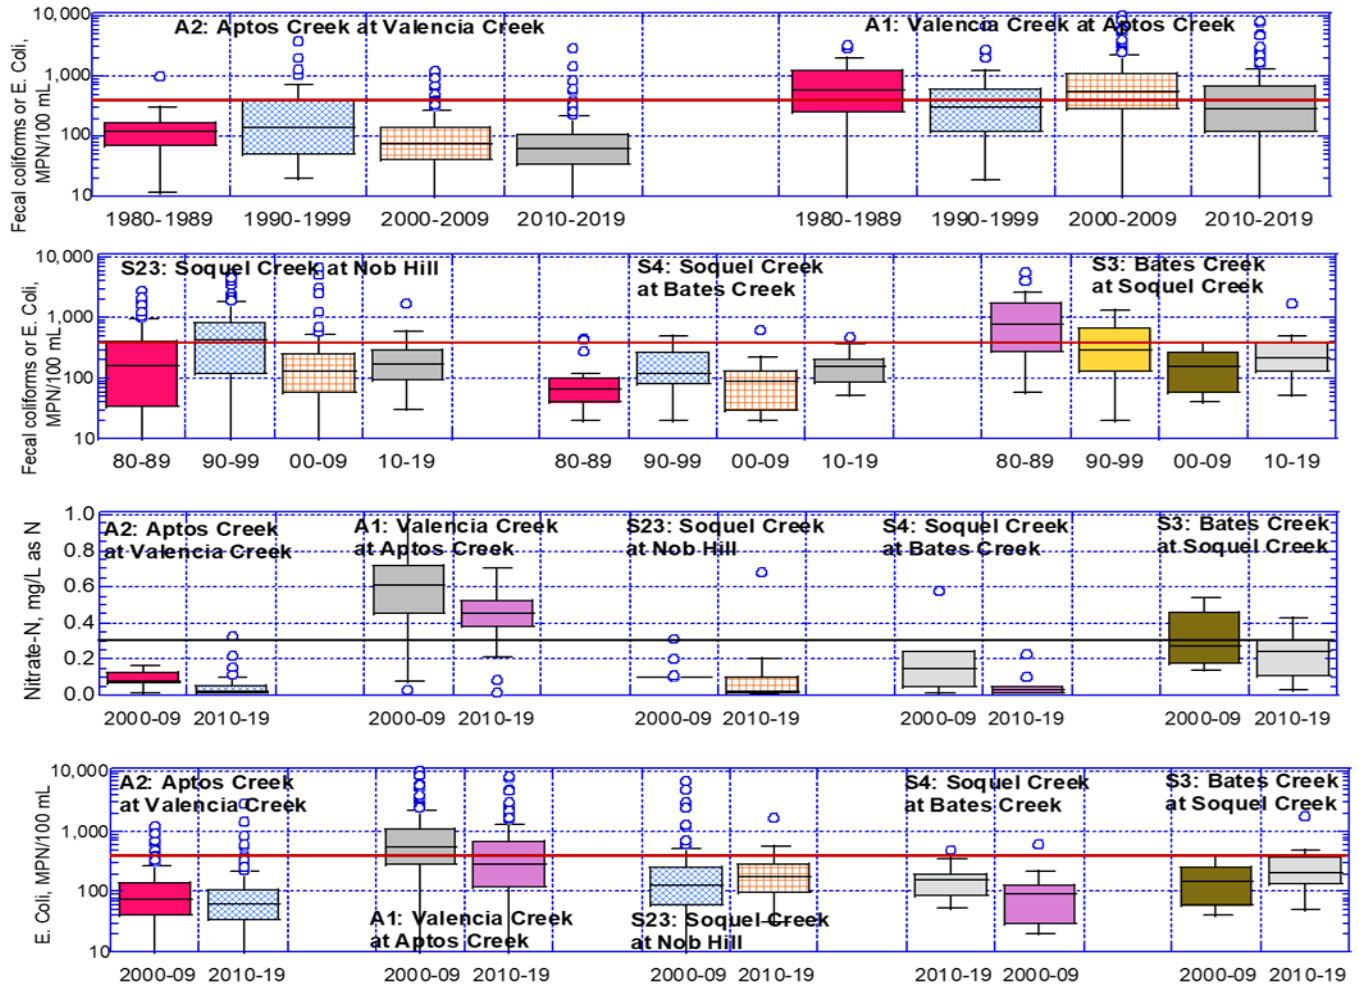 Fecal coliforms or E. Coli,
MPN/100 mL
10,000
1,000
100
10
A2: Aptos Creek at Valencia Creek
A1: Valencia Creek at Aptos Creek
1980-1989 1990-1999 2000-2009 2010-2019 1980-1989 1990-1999 2000-2009 2010-2019
Fecal coliforms or E. Coli,
MPN/100 mL
10,000
1,000
100
10
S23: Soquel Creek at Nob Hill
S4: Soquel Creek
at Bates Creek
S3: Bates Creek
at Soquel Creek
80-89 90-99 00-09 10-19 80-89 90-99 00-09 10-19 80-89 90-99 00-09 10-19
Nitrate-N, mg/L as N
1.0
0.8
0.6
0.4
0.2
0.0
A2: Aptos Creek
at Valencia Creek
A1: Valencia Creek
at Aptos Creek
S23: Soquel Creek
at Nob Hill
S4: Soquel Creek
at Bates Creek
S3: Bates Creek
at Soquel Creek
2000-09 2010-19 2000-09 2010-19 2000-09 2010-19 2000-09 2010-19 2000-09 2010-19
E. Coli, MPN/100 mL
10,000
1,000
100
10
A2: Aptos Creek
at Valencia Creek
A1: Valencia Creek
at Aptos Creek
S23: Soquel Creek
at Nob Hill
S4: Soquel Creek
at Bates Creek
S3: Bates Creek
at Soquel Creek
2000-09 2010-19 2000-09 2010-19 2000-09 2010-19 2010-19 2000-09 2000-09 2010-19